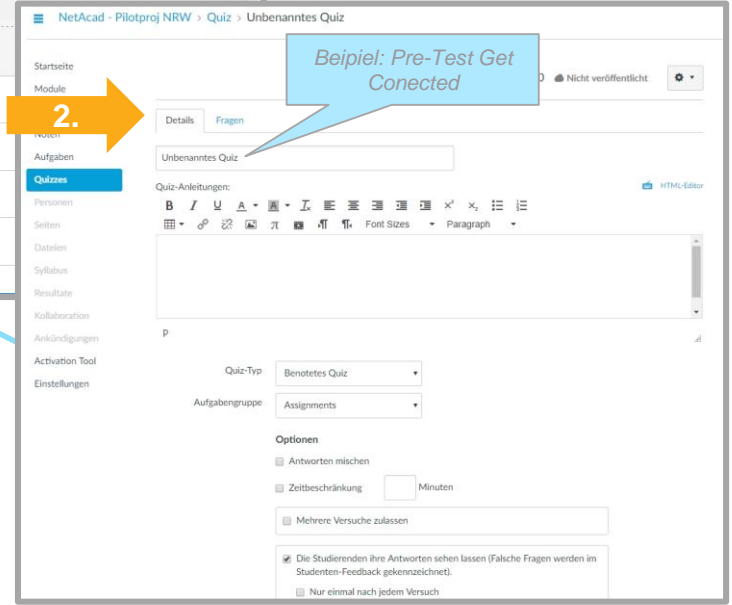 NetAcad - Pilotproj NRW > Quiz > Unbenanntes Quiz
Beipiel: Pre-Test Get
Conected
Nicht veröffentlicht
Startseite
Module
2.
Noten
Aufgaben
Quizzes
Personen
Seiten
Dateien
Syllabus
Resultate
Kollaboration
Ankündigungen
Activation Tool
Einstellungen
Details Fragen
Unbenanntes Quiz
Quiz-Anleitungen:
HTML-Editor
B I U A A Ix x² x₂
π ¶ ¶ Font Sizes Paragraph
p
Quiz-Typ Benotetes Quiz
Aufgabengruppe Assignments
Optionen
Antworten mischen
Zeitbeschränkung Minuten
Mehrere Versuche zulassen
Die Studierenden ihre Antworten sehen lassen (Falsche Fragen werden im
Studenten-Feedback gekennzeichnet).
Nur einmal nach jedem Versuch